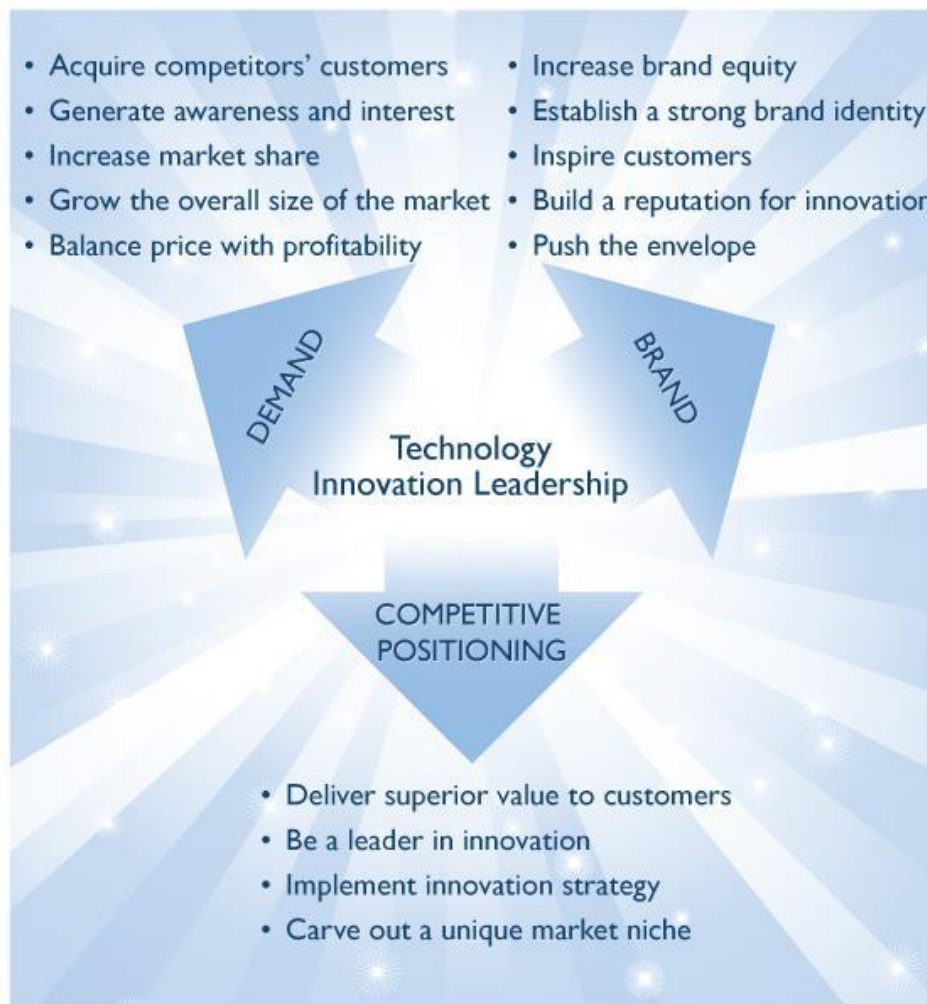 • Acquire competitors’ customers
• Generate awareness and interest
• Increase market share
• Grow the overall size of the market
• Balance price with profitability
• Increase brand equity
• Establish a strong brand identity
• Inspire customers
• Build a reputation for innovation
• Push the envelope
DEMAND
BRAND
Technology
Innovation Leadership
COMPETITIVE
POSITIONING
• Deliver superior value to customers
• Be a leader in innovation
• Implement innovation strategy
• Carve out a unique market niche